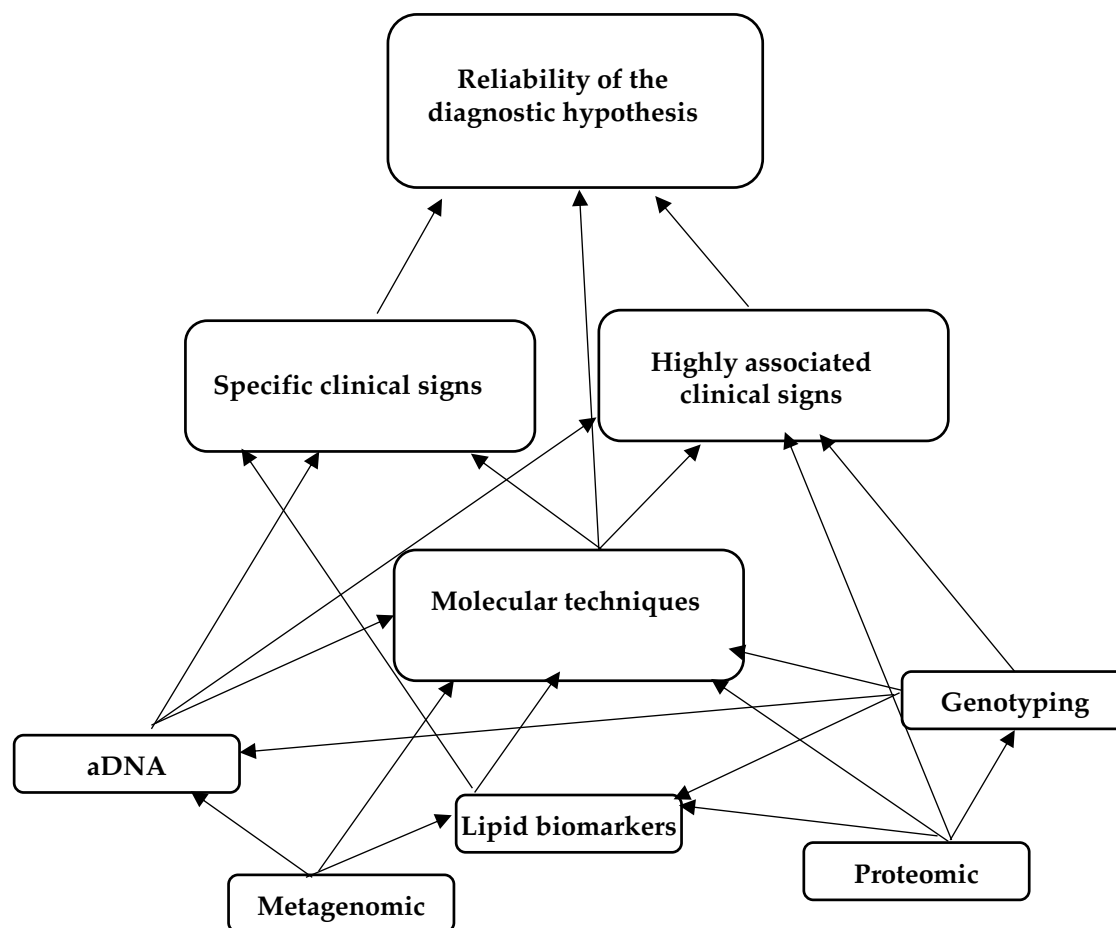 Reliability of the
diagnostic hypothesis
Specific clinical signs
Highly associated
clinical signs
Molecular techniques
Genotyping
aDNA
Lipid biomarkers
Proteomic
Metagenomic